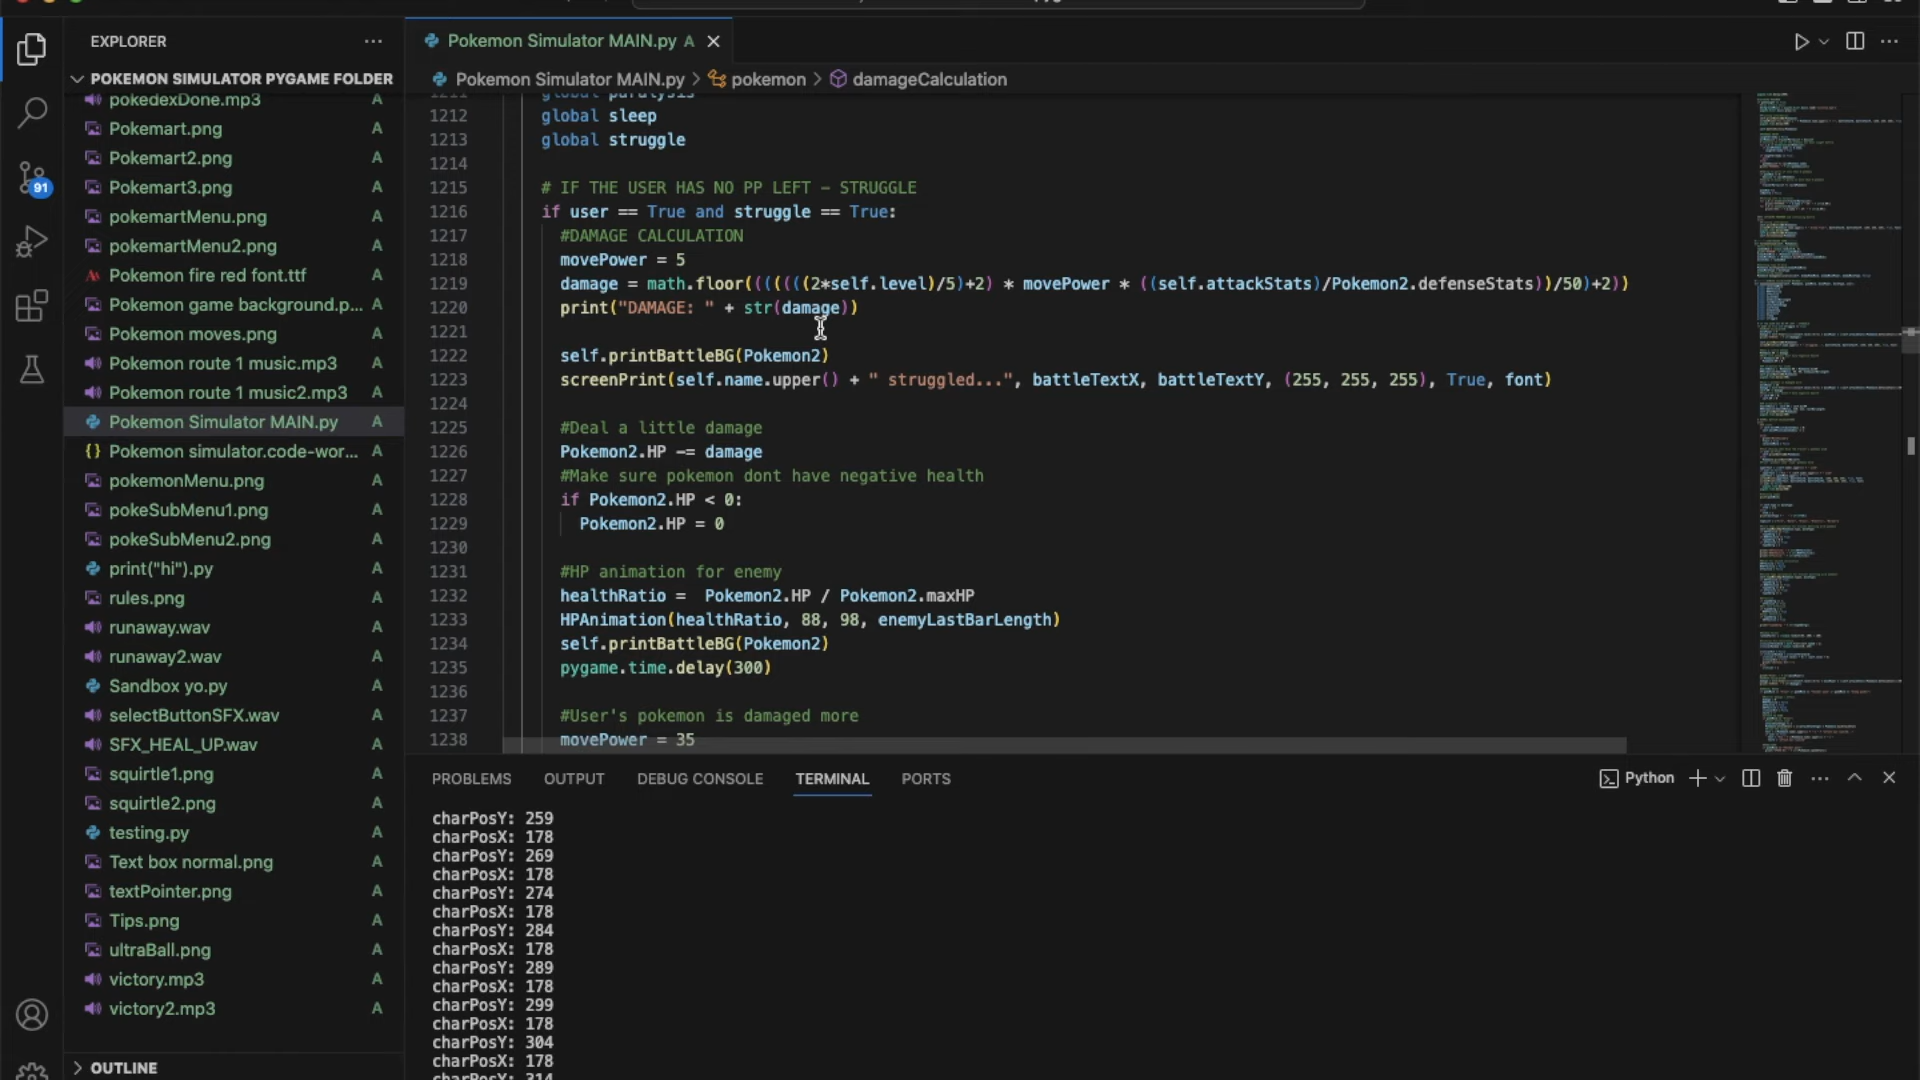 EXPLORER
POKEMON SIMULATOR PYGAME FOLDER
pokedexDone.mp3 A
Pokemart.png A
Pokemart2.png A
Pokemart3.png A
pokemartMenu.png A
pokemartMenu2.png A
Pokemon fire red font.ttf A
Pokemon game background.p... A
Pokemon moves.png A
Pokemon route 1 music.mp3 A
Pokemon route 1 music2.mp3 A
Pokemon Simulator MAIN.py A
{} Pokemon simulator.code-wor... A
pokemonMenu.png A
pokeSubMenu1.png A
pokeSubMenu2.png A
print("hi").py A
rules.png A
runaway.wav A
runaway2.wav A
Sandbox yo.py A
selectButtonSFX.wav A
SFX_HEAL_UP.wav A
squirtle1.png A
squirtle2.png A
testing.py A
Text box normal.png A
textPointer.png A
Tips.png A
ultraBall.png A
victory.mp3 A
victory2.mp3 A
OUTLINE
91
Pokemon Simulator MAIN.py A
Pokemon Simulator MAIN.py > pokemon > damageCalculation
1211 global paralysis
1212 global sleep
1213 global struggle
1214
1215 # IF THE USER HAS NO PP LEFT - STRUGGLE
1216 if user == True and struggle == True:
1217 #DAMAGE CALCULATION
1218 movePower = 5
1219 damage = math.floor((((((2*self.level)/5)+2) * movePower * ((self.attackStats)/Pokemon2.defenseStats))/50)+2))
1220 print("DAMAGE: " + str(damage))
1221
1222 self.printBattleBG(Pokemon2)
1223 screenPrint(self.name.upper() + " struggled...", battleTextX, battleTextY, (255, 255, 255), True, font)
1224
1225 #Deal a little damage
1226 Pokemon2.HP -= damage
1227 #Make sure pokemon dont have negative health
1228 if Pokemon2.HP < 0:
1229 Pokemon2.HP = 0
1230
1231 #HP animation for enemy
1232 healthRatio = Pokemon2.HP / Pokemon2.maxHP
1233 HPAnimation(healthRatio, 88, 98, enemyLastBarLength)
1234 self.printBattleBG(Pokemon2)
1235 pygame.time.delay(300)
1236
1237 #User's pokemon is damaged more
1238 movePower = 35
PROBLEMS OUTPUT DEBUG CONSOLE TERMINAL PORTS
Python
charPosY: 259
charPosX: 178
charPosY: 269
charPosX: 178
charPosY: 274
charPosX: 178
charPosY: 284
charPosX: 178
charPosY: 289
charPosX: 178
charPosY: 299
charPosX: 178
charPosY: 304
charPosX: 178
charPosY: 314